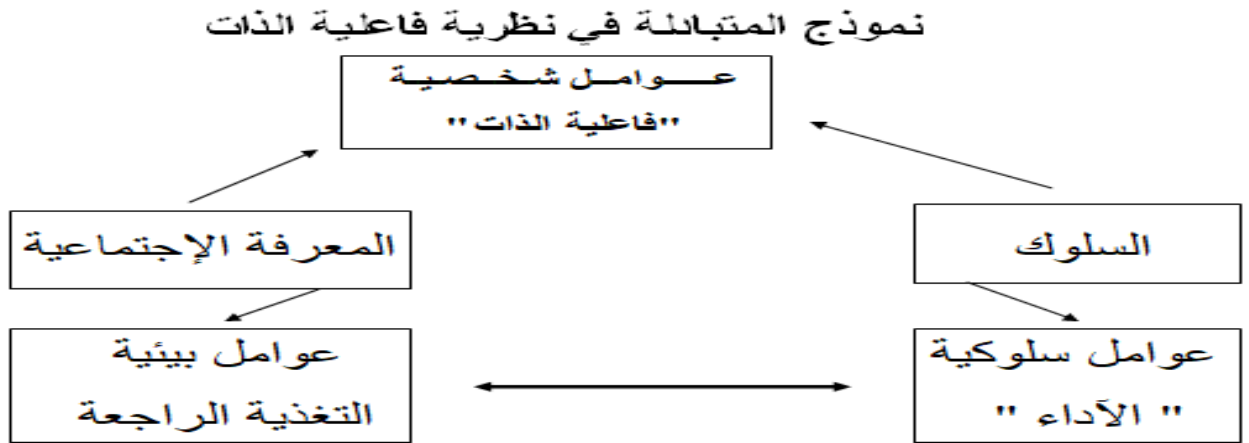 نموذج المتبادلة في نظرية فاعلية الذات
عوامل شخصية
"فاعلية الذات"
السلوك
المعرفة الإجتماعية
عوامل سلوكية
" الآداء "
عوامل بيئية
التغذية الراجعة